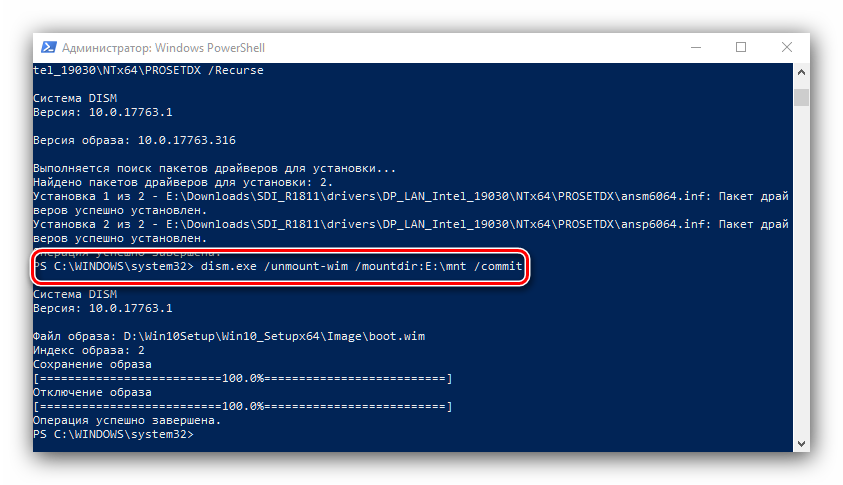 Администратор: Windows PowerShell
tel_19030\NTx64\PROSETDX /Recurse
Cистема DISM
Версия: 10.0.17763.1
Версия образа: 10.0.17763.316
Выполняется поиск пакетов драйверов для установки...
Найдено пакетов драйверов для установки: 2.
Установка 1 из 2 - E:\Downloads\SDI_R1811\drivers\DP_LAN_Intel_19030\NTx64\PROSETDX\ansm6064.inf: Пакет драй
веров успешно установлен.
Установка 2 из 2 - E:\Downloads\SDI_R1811\drivers\DP_LAN_Intel_19030\NTx64\PROSETDX\ansp6064.inf: Пакет драй
веров успешно установлен.
Операция успешно завершена.
PS C:\WINDOWS\system32> dism.exe /unmount-wim /mountdir:E:\mnt /commit
Cистема DISM
Версия: 10.0.17763.1
Файл образа: D:\Win10Setup\Win10_Setupx64\Image\boot.wim
Индекс образа: 2
Сохранение образа
[==========================100.0%==========================]
Отключение образа
[==========================100.0%==========================]
Операция успешно завершена.
PS C:\WINDOWS\system32>